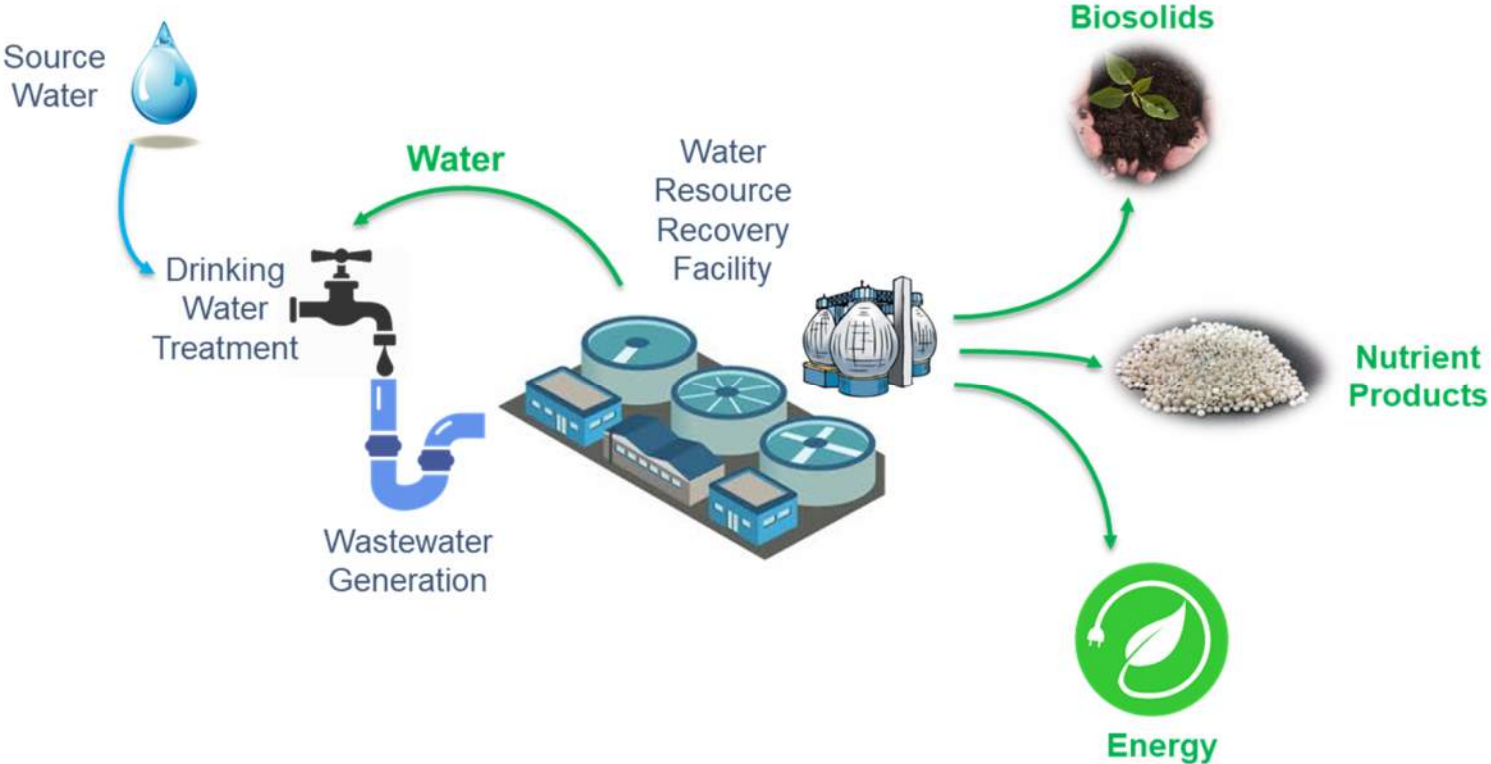 Source
Water
Drinking
Water
Treatment
Wastewater
Generation
Water
Water
Resource
Recovery
Facility
Biosolids
Nutrient
Products
Energy